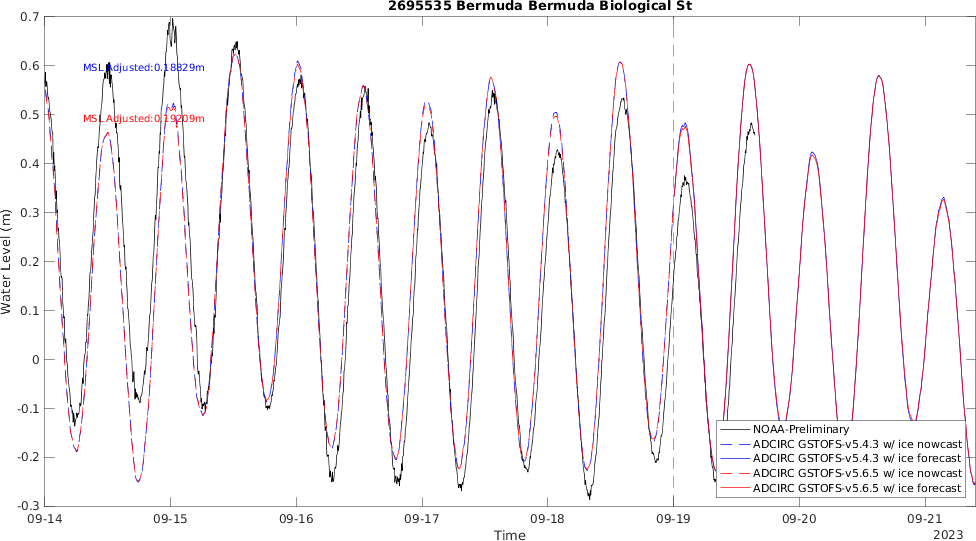 2695535 Bermuda Bermuda Biological St
0.7
0.6
0.5
0.4
0.3
0.2
0.1
0
-0.1
-0.2
-0.3
Water Level (m)
MSL Adjusted:0.18829m
MSL Adjusted:0.19209m
NOAA-Preliminary
ADCIRC GSTOFS-v5.4.3 w/ ice nowcast
ADCIRC GSTOFS-v5.4.3 w/ ice forecast
ADCIRC GSTOFS-v5.6.5 w/ ice nowcast
ADCIRC GSTOFS-v5.6.5 w/ ice forecast
09-14 09-15 09-16 09-17 09-18 09-19 09-20 09-21
Time
2023